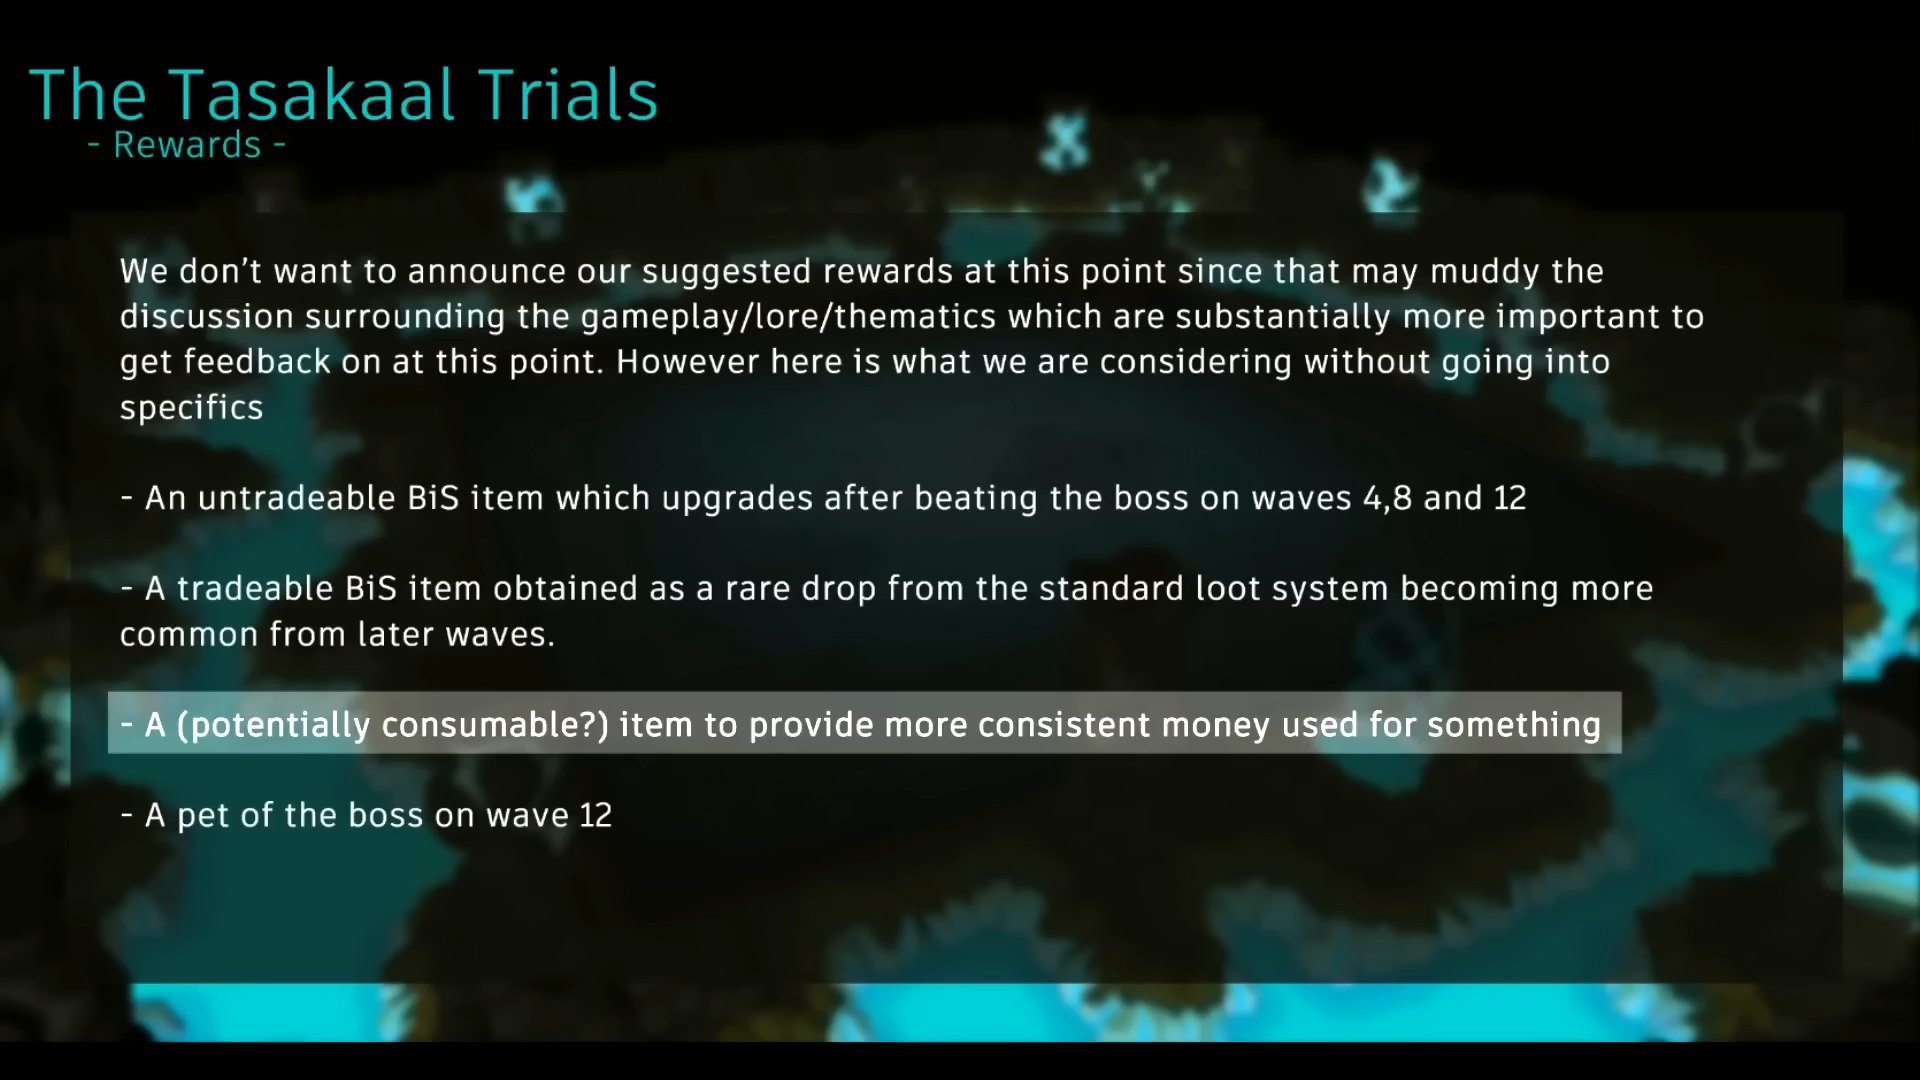 The Tasakaal Trials
- Rewards -
We don't want to announce our suggested rewards at this point since that may muddy the
discussion surrounding the gameplay/lore/thematics which are substantially more important to
get feedback on at this point. However here is what we are considering without going into
specifics
- An untradeable BiS item which upgrades after beating the boss on waves 4,8 and 12
- A tradeable BiS item obtained as a rare drop from the standard loot system becoming more
common from later waves.
- A (potentially consumable?) item to provide more consistent money used for something
- A pet of the boss on wave 12